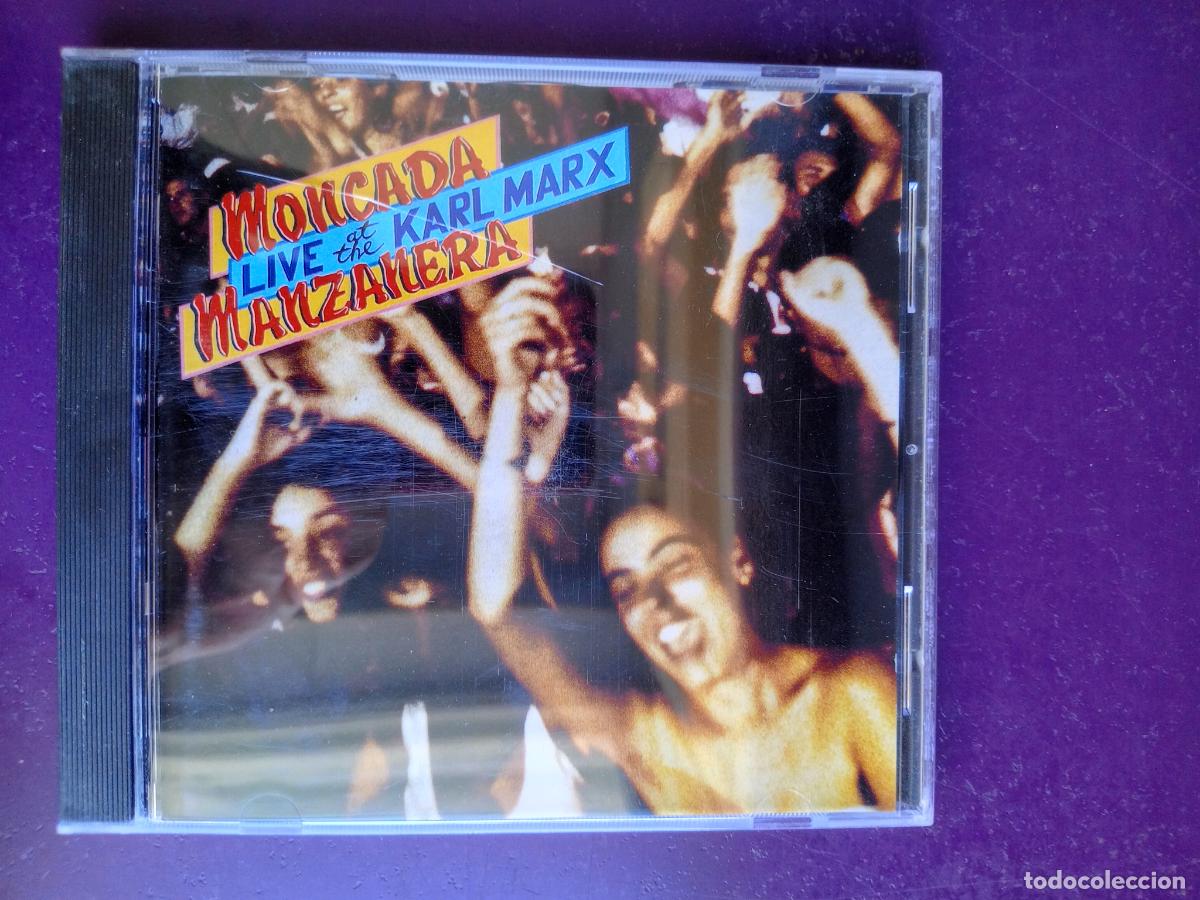 MONCADA
LIVE at the KARL MARX
MANZANERA
todocoleccion